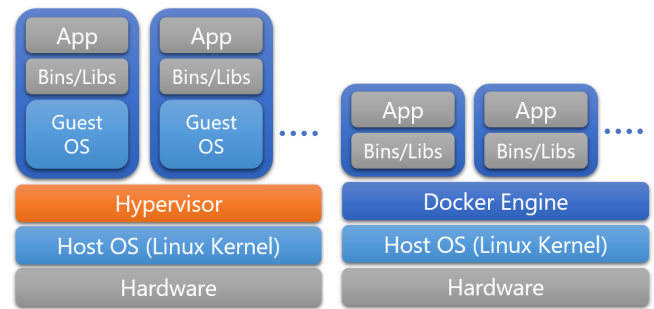 App
Bins/Libs
Guest
OS
App
Bins/Libs
Guest
OS
Hypervisor
Host OS (Linux Kernel)
Hardware
App
Bins/Libs
App
Bins/Libs
Docker Engine
Host OS (Linux Kernel)
Hardware